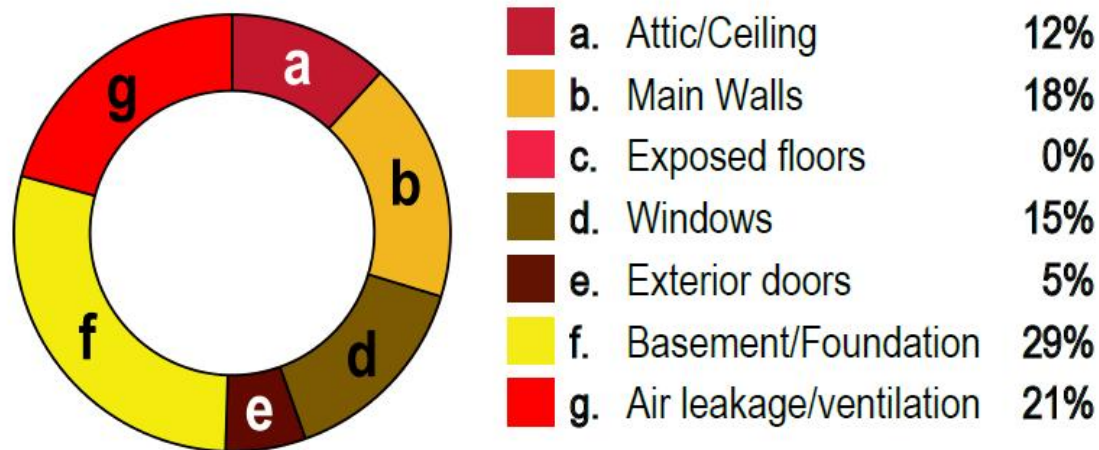 a
b
d
e
f
g
a. Attic/Ceiling 12%
b. Main Walls 18%
c. Exposed floors 0%
d. Windows 15%
e. Exterior doors 5%
f. Basement/Foundation 29%
g. Air leakage/ventilation 21%